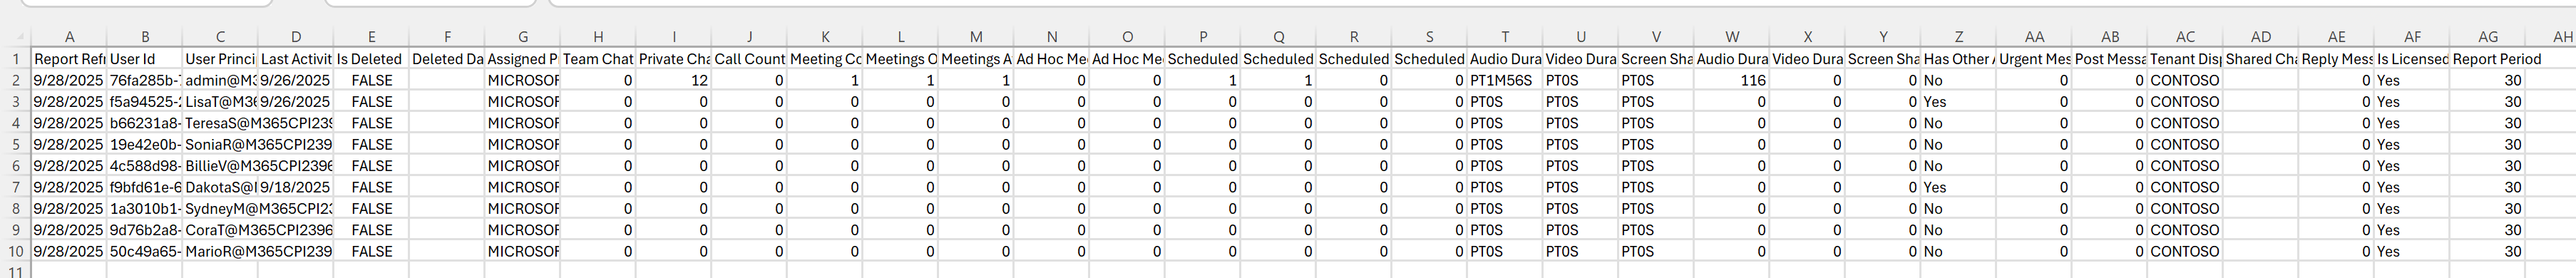 A B C D E F G H I J K L M N O P Q R S T U V W X Y Z AA AB AC AD AE AF AG AH
1 Report Refr User Id User Princi Last Activit Is Deleted Deleted Da Assigned P Team Chat Private Cha Call Count Meeting Co Meetings O Meetings A Ad Hoc Me Ad Hoc Me Scheduled Scheduled Scheduled Scheduled Audio Dura Video Dura Screen Sha Audio Dura Video Dura Screen Sha Has Other A Urgent Mes Post Messa Tenant Disp Shared Cha Reply Mess Is Licensed Report Period
2 9/28/2025 76fa285b- admin@M3 9/26/2025 FALSE MICROSOF 0 12 0 1 1 1 0 0 1 1 0 0 PT1M56S PT0S PT0S 116 0 0 No 0 0 CONTOSO 0 Yes 30
3 9/28/2025 f5a94525- LisaT@M36 9/26/2025 FALSE MICROSOF 0 0 0 0 0 0 0 0 0 0 0 0 PT0S PT0S PT0S 0 0 0 Yes 0 0 CONTOSO 0 Yes 30
4 9/28/2025 b66231a8- TeresaS@M365CPI239 FALSE MICROSOF 0 0 0 0 0 0 0 0 0 0 0 0 PT0S PT0S PT0S 0 0 0 No 0 0 CONTOSO 0 Yes 30
5 9/28/2025 19e42e0b- SoniaR@M365CPI239 FALSE MICROSOF 0 0 0 0 0 0 0 0 0 0 0 0 PT0S PT0S PT0S 0 0 0 No 0 0 CONTOSO 0 Yes 30
6 9/28/2025 4c588d98- BillieV@M365CPI2396 FALSE MICROSOF 0 0 0 0 0 0 0 0 0 0 0 0 PT0S PT0S PT0S 0 0 0 No 0 0 CONTOSO 0 Yes 30
7 9/28/2025 f9bfd61e-6 DakotaS@ 9/18/2025 FALSE MICROSOF 0 0 0 0 0 0 0 0 0 0 0 0 PT0S PT0S PT0S 0 0 0 Yes 0 0 CONTOSO 0 Yes 30
8 9/28/2025 1a3010b1- SydneyM@M365CPI23 FALSE MICROSOF 0 0 0 0 0 0 0 0 0 0 0 0 PT0S PT0S PT0S 0 0 0 No 0 0 CONTOSO 0 Yes 30
9 9/28/2025 9d76b2a8- CoraT@M365CPI2396 FALSE MICROSOF 0 0 0 0 0 0 0 0 0 0 0 0 PT0S PT0S PT0S 0 0 0 No 0 0 CONTOSO 0 Yes 30
10 9/28/2025 50c49a65- MarioR@M365CPI239 FALSE MICROSOF 0 0 0 0 0 0 0 0 0 0 0 0 PT0S PT0S PT0S 0 0 0 No 0 0 CONTOSO 0 Yes 30
11